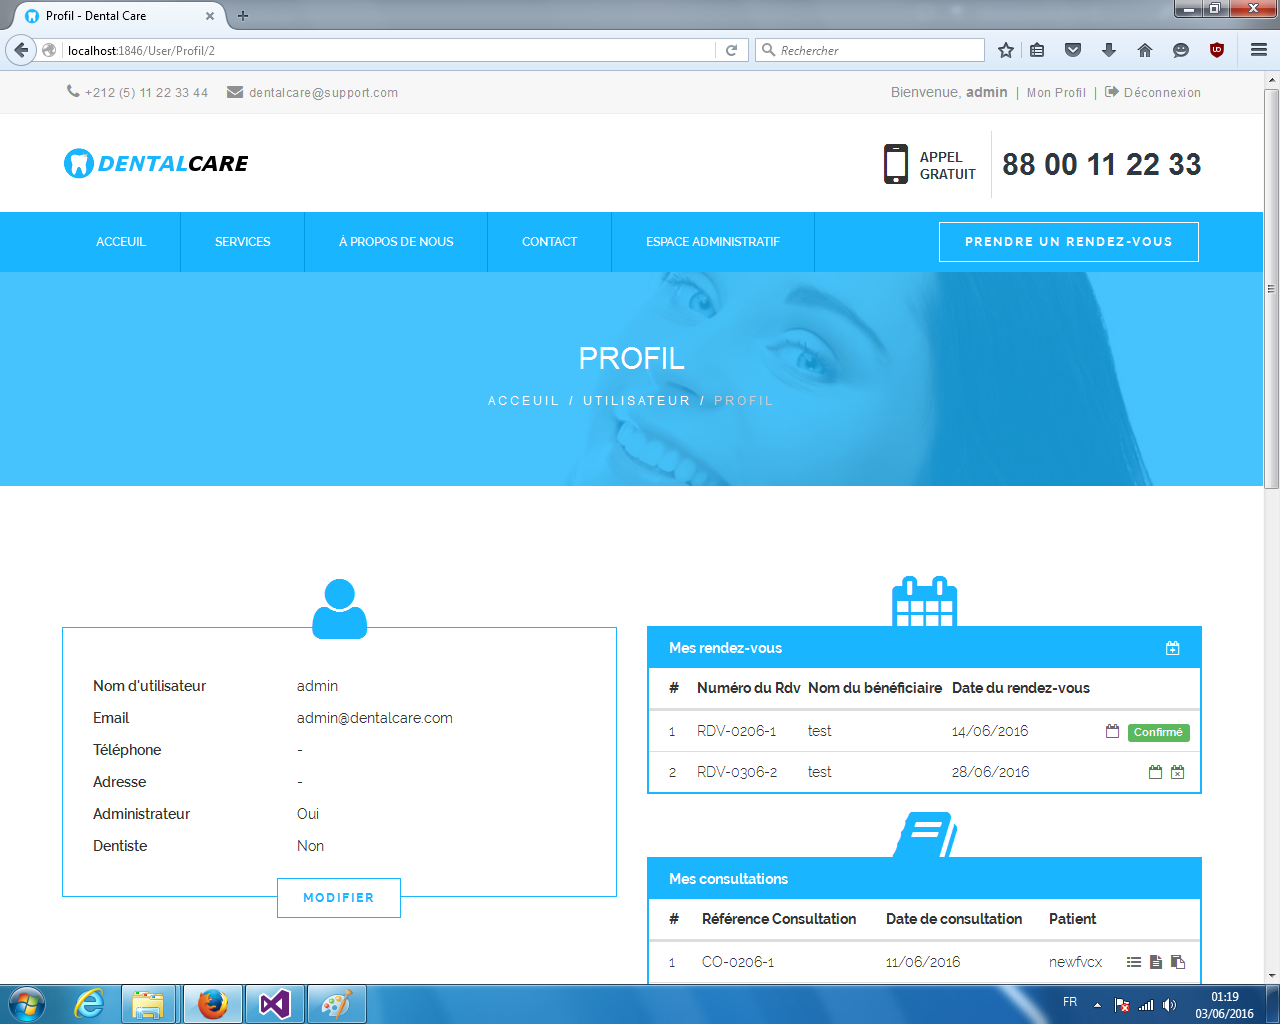 Profil - Dental Care
localhost:1846/User/Profil/2
Rechercher
+212 (5) 11 22 33 44
dentalcare@support.com
Bienvenue, admin | Mon Profil | Déconnexion
DENTALCARE
APPEL
GRATUIT
88 00 11 22 33
ACCEUIL
SERVICES
À PROPOS DE NOUS
CONTACT
ESPACE ADMINISTRATIF
PRENDRE UN RENDEZ-VOUS
PROFIL
ACCEUIL / UTILISATEUR / PROFIL
Nom d'utilisateur admin
Email admin@dentalcare.com
Téléphone -
Adresse -
Administrateur Oui
Dentiste Non
MODIFIER
Mes rendez-vous
# Numéro du Rdv Nom du bénéficiaire Date du rendez-vous
1 RDV-0206-1 test 14/06/2016 Confirmé
2 RDV-0306-2 test 28/06/2016
Mes consultations
# Référence Consultation Date de consultation Patient
1 CO-0206-1 11/06/2016 newfvcx
FR
01:19
03/06/2016